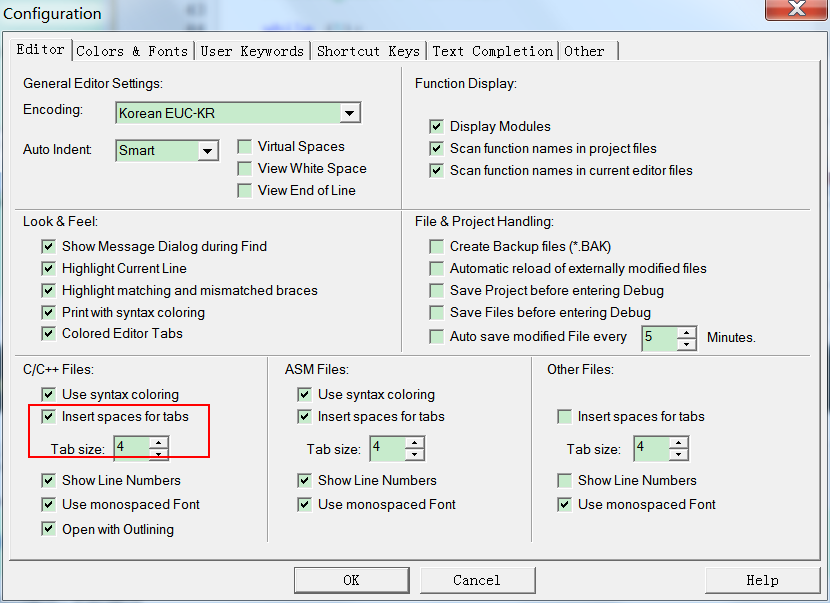 Configuration
Editor Colors & Fonts User Keywords Shortcut Keys Text Completion Other
General Editor Settings:
Encoding: Korean EUC-KR
Auto Indent: Smart
Virtual Spaces
View White Space
View End of Line
Function Display:
Display Modules
Scan function names in project files
Scan function names in current editor files
Look & Feel:
Show Message Dialog during Find
Highlight Current Line
Highlight matching and mismatched braces
Print with syntax coloring
Colored Editor Tabs
File & Project Handling:
Create Backup files (*.BAK)
Automatic reload of externally modified files
Save Project before entering Debug
Save Files before entering Debug
Auto save modified File every 5 Minutes.
C/C++ Files:
Use syntax coloring
Insert spaces for tabs
Tab size: 4
Show Line Numbers
Use monospaced Font
Open with Outlining
ASM Files:
Use syntax coloring
Insert spaces for tabs
Tab size: 4
Show Line Numbers
Use monospaced Font
Other Files:
Insert spaces for tabs
Tab size: 4
Show Line Numbers
Use monospaced Font
OK Cancel Help